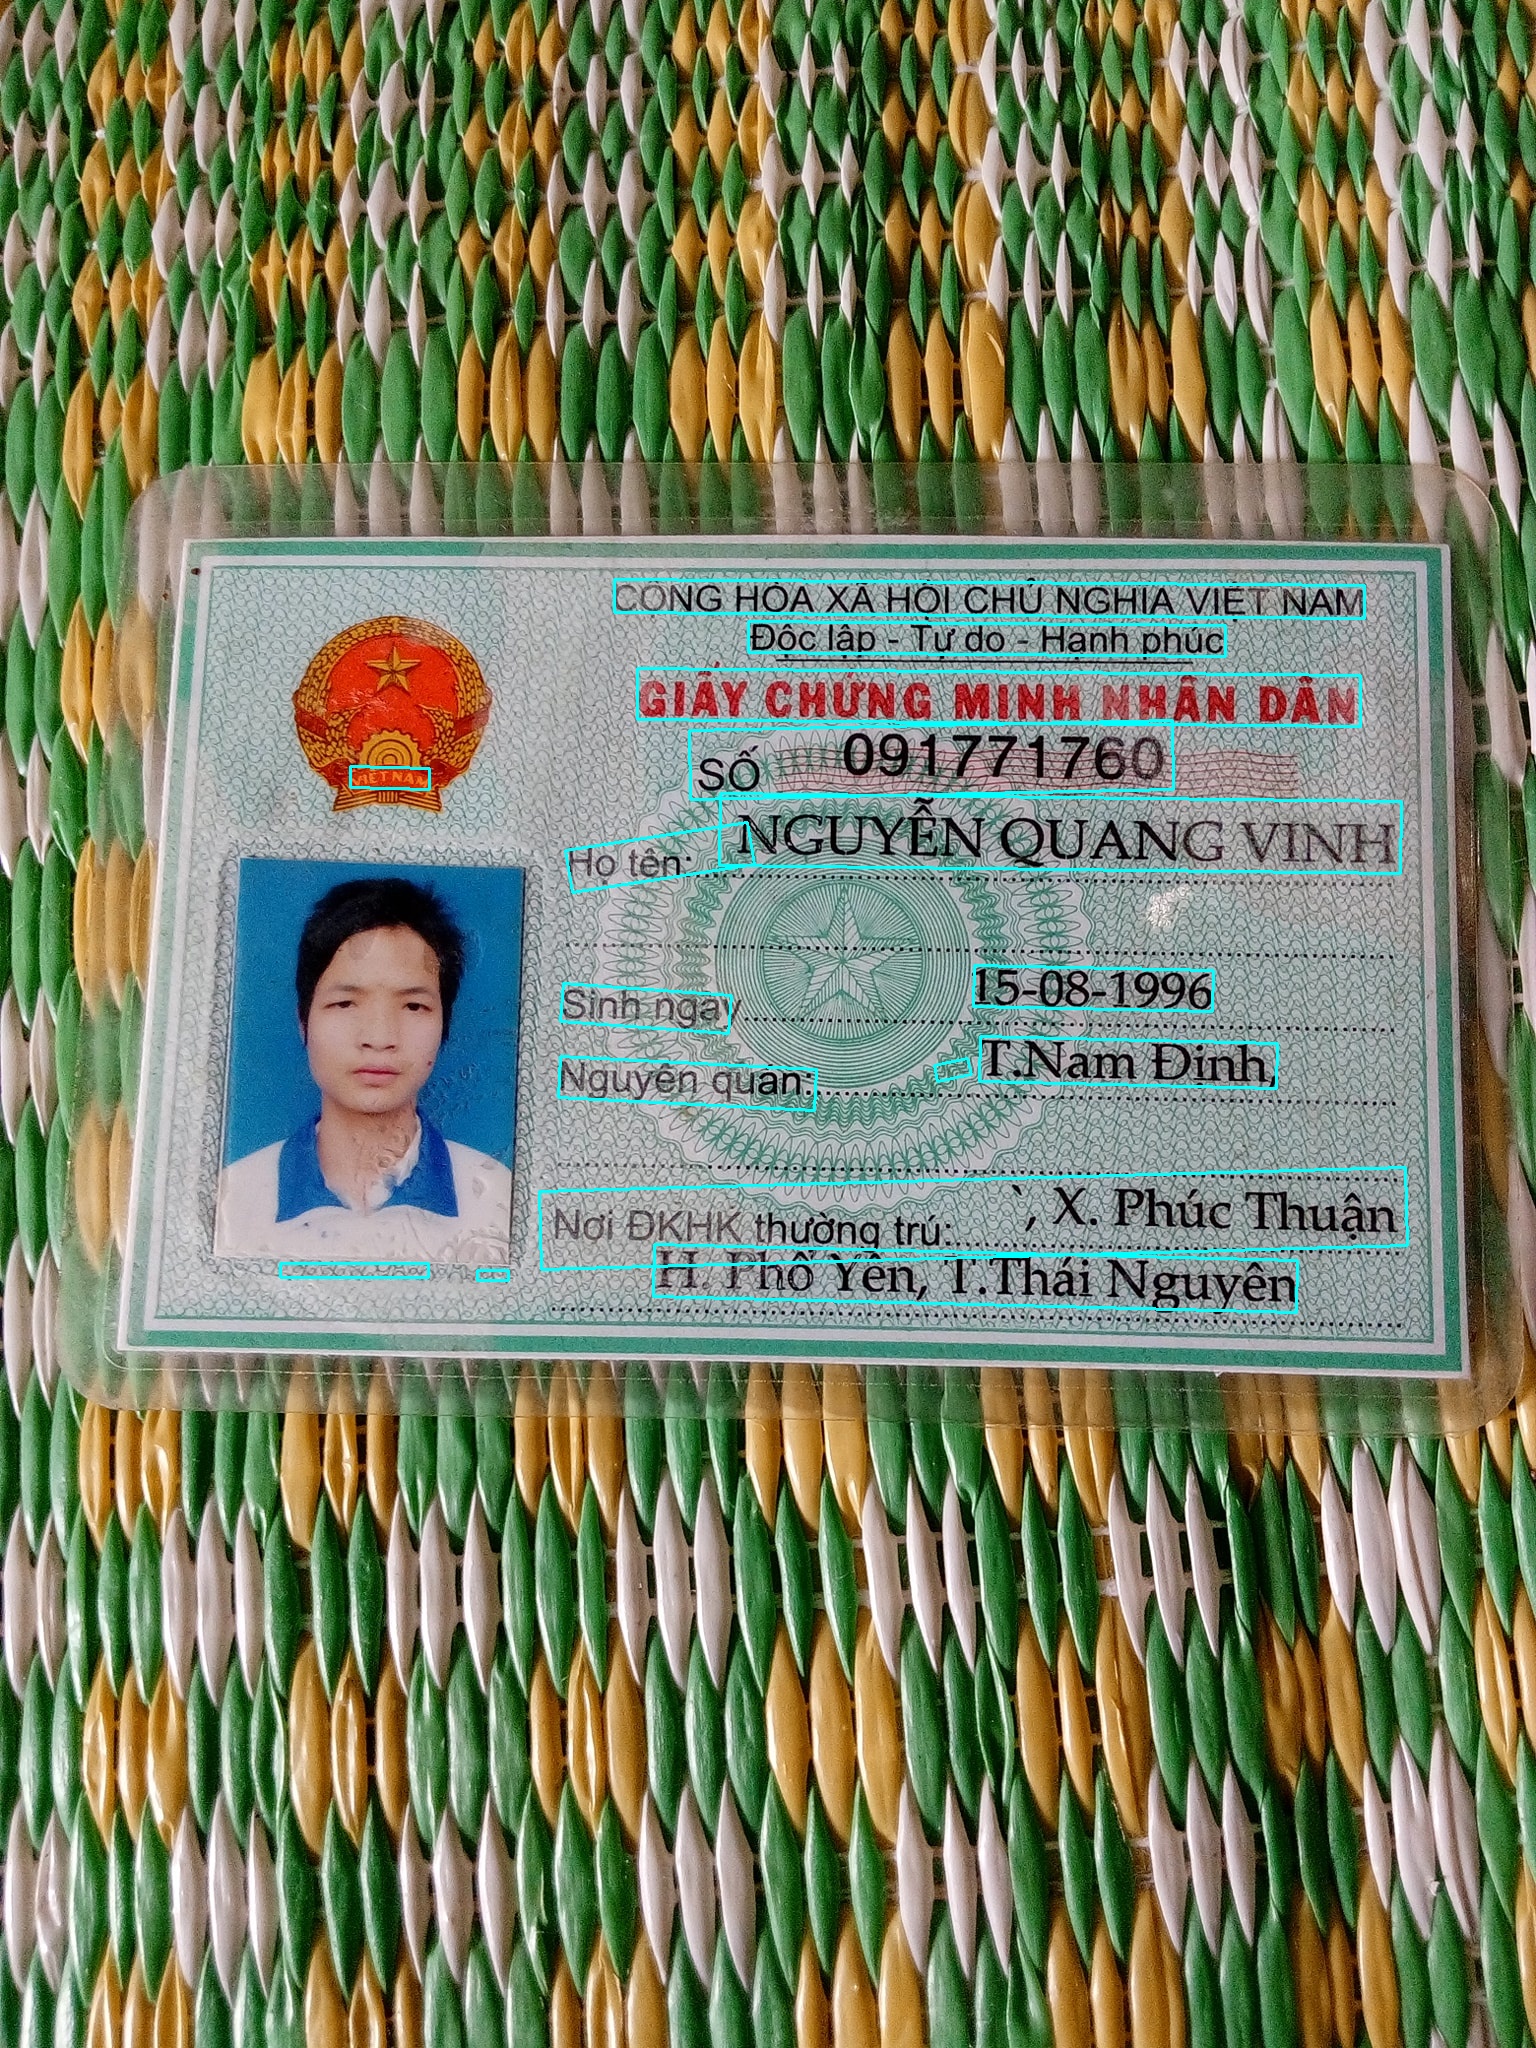 CỘNG HÒA XÃ HỘI CHỦ NGHĨA VIỆT NAM
Độc lập - Tự do - Hạnh phúc
GIẤY CHỨNG MINH NHÂN DÂN
SỐ 091771760
VIỆT NAM
Họ tên: NGUYỄN QUANG VINH
Sinh ngày 15-08-1996
Nguyên quán: T.Nam Định,
Nơi ĐKHK thường trú: , X. Phúc Thuận
H. Phổ Yên, T.Thái Nguyên